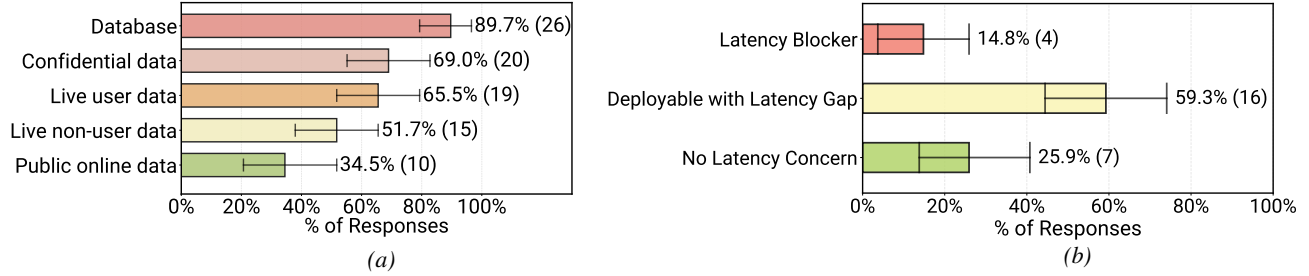 Database
89.7% (26)
Confidential data
69.0% (20)
Live user data
65.5% (19)
Live non-user data
51.7% (15)
Public online data
34.5% (10)
0% 20% 40% 60% 80% 100%
% of Responses
(a)
Latency Blocker
14.8% (4)
Deployable with Latency Gap
59.3% (16)
No Latency Concern
25.9% (7)
0% 20% 40% 60% 80% 100%
% of Responses
(b)